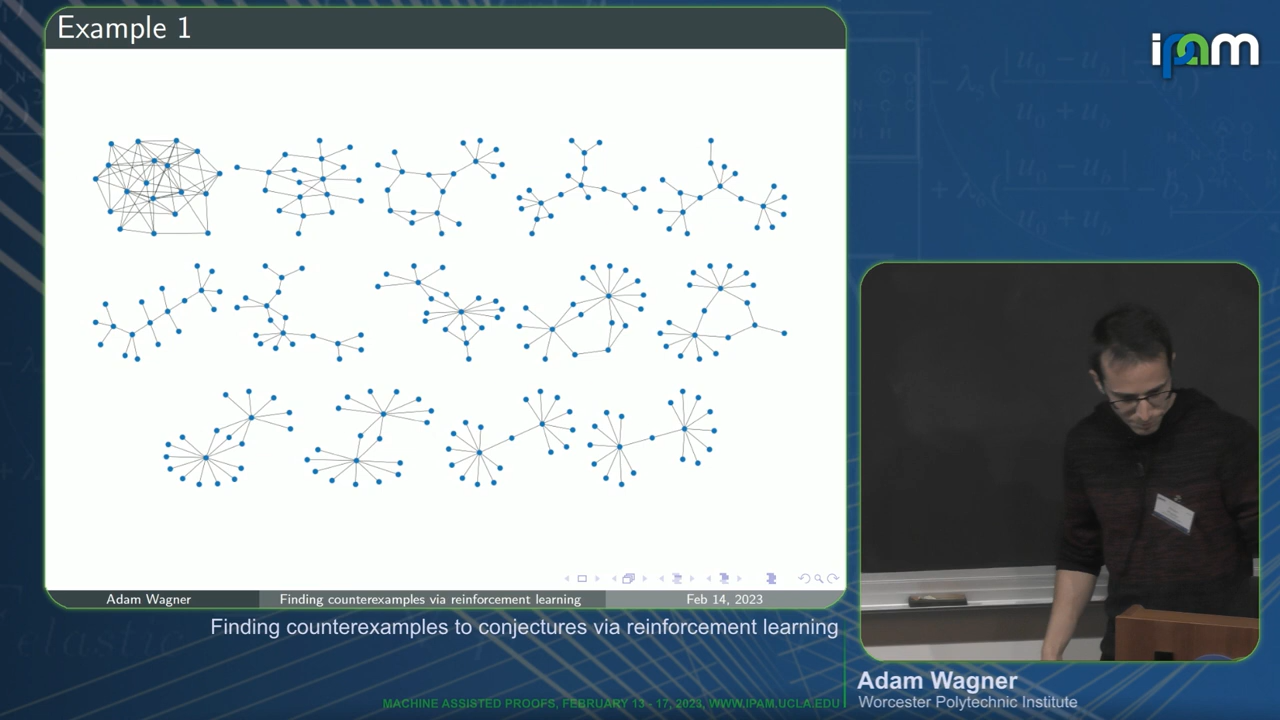 Example 1
ipam
Adam Wagner
Finding counterexamples via reinforcement learning
Feb 14, 2023
Finding counterexamples to conjectures via reinforcement learning
Adam Wagner
Worcester Polytechnic Institute
MACHINE ASSISTED PROOFS, FEBRUARY 13 - 17, 2023, WWW.IPAM.UCLA.EDU